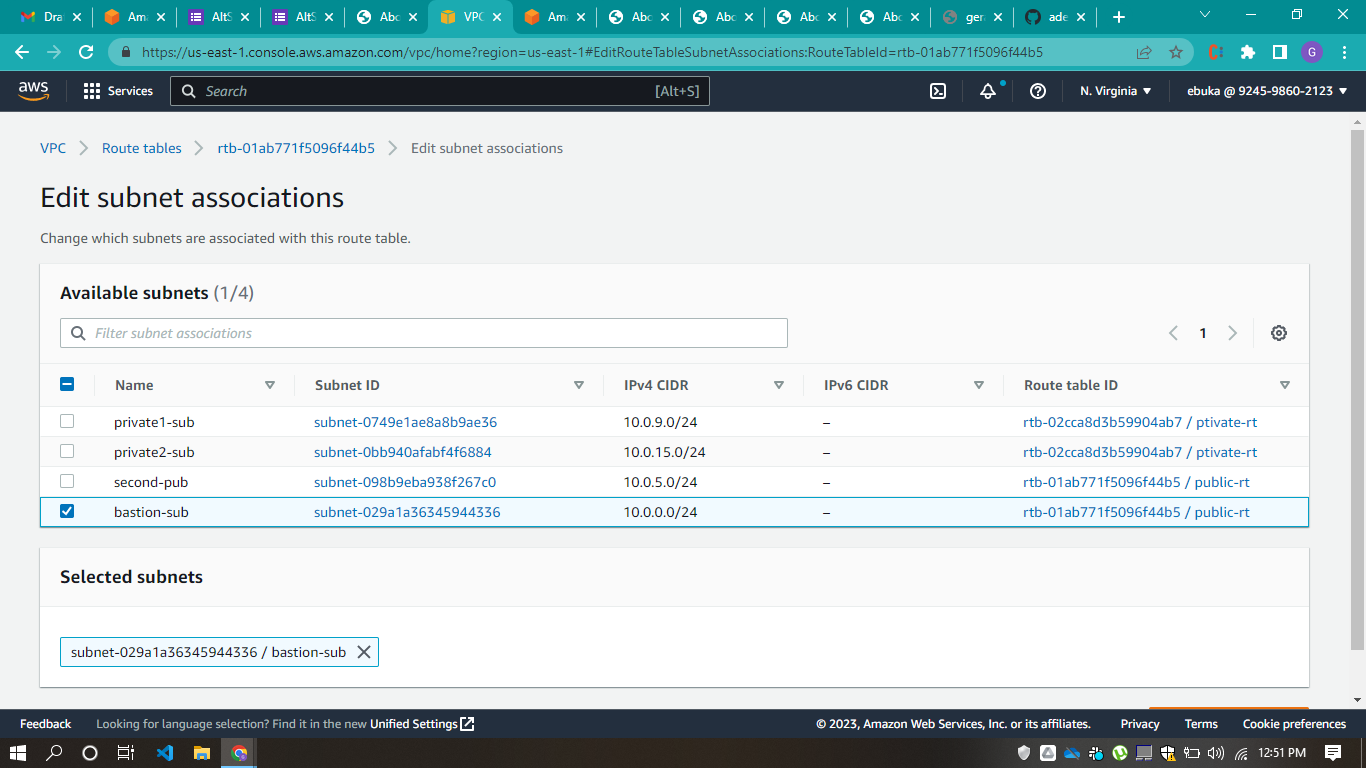 Dra
Ama
AltS
AltS
Abo
VPC
Ama
Abo
Abo
Abo
Abo
gera
ade
https://us-east-1.console.aws.amazon.com/vpc/home?region=us-east-1#EditRouteTableSubnetAssociations:RouteTableId=rtb-01ab771f5096f44b5
G
aws
Services
Search
[Alt+S]
N. Virginia
ebuka @ 9245-9860-2123
VPC
Route tables
rtb-01ab771f5096f44b5
Edit subnet associations
Edit subnet associations
Change which subnets are associated with this route table.
Available subnets (1/4)
Filter subnet associations
1
Name Subnet ID IPv4 CIDR IPv6 CIDR Route table ID
private1-sub subnet-0749e1ae8a8b9ae36 10.0.9.0/24 – rtb-02cca8d3b59904ab7 / ptivate-rt
private2-sub subnet-0bb940afabf4f6884 10.0.15.0/24 – rtb-02cca8d3b59904ab7 / ptivate-rt
second-pub subnet-098b9eba938f267c0 10.0.5.0/24 – rtb-01ab771f5096f44b5 / public-rt
bastion-sub subnet-029a1a36345944336 10.0.0.0/24 – rtb-01ab771f5096f44b5 / public-rt
Selected subnets
subnet-029a1a36345944336 / bastion-sub
Feedback
Looking for language selection? Find it in the new Unified Settings
© 2023, Amazon Web Services, Inc. or its affiliates.
Privacy
Terms
Cookie preferences
12:51 PM